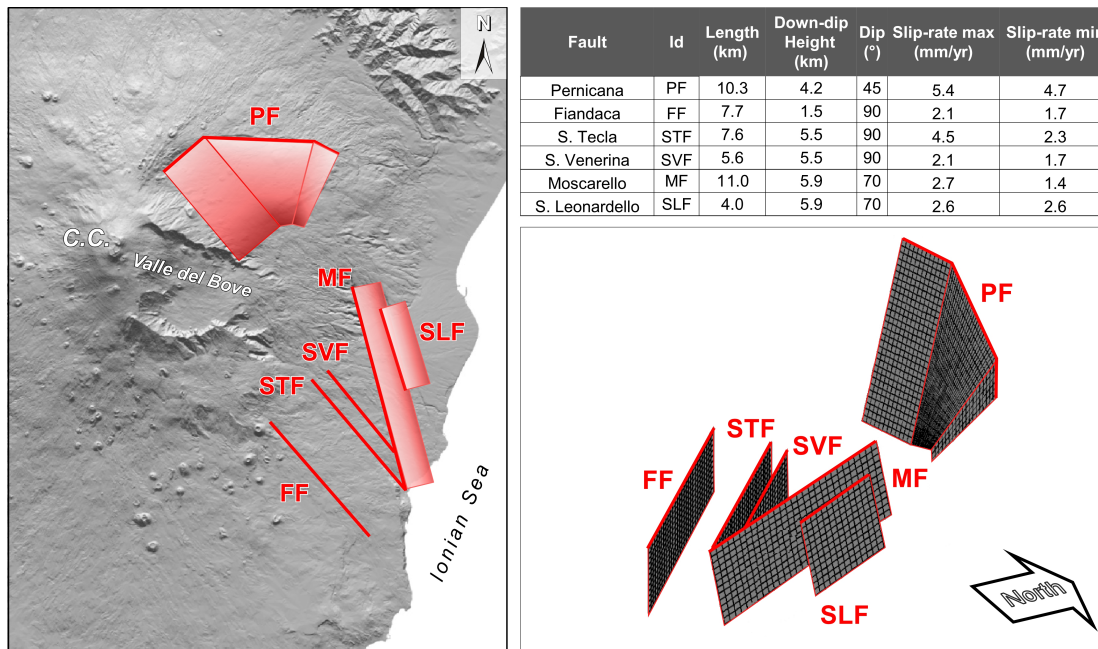 N
PF
C.C.
Valle del Bove
MF
SLF
SVF
STF
FF
Ionian Sea
Fault Id Length (km) Down-dip Height (km) Dip (°) Slip-rate max (mm/yr) Slip-rate min (mm/yr)
Pernicana PF 10.3 4.2 45 5.4 4.7
Fiandaca FF 7.7 1.5 90 2.1 1.7
S. Tecla STF 7.6 5.5 90 4.5 2.3
S. Venerina SVF 5.6 5.5 90 2.1 1.7
Moscarello MF 11.0 5.9 70 2.7 1.4
S. Leonardello SLF 4.0 5.9 70 2.6 2.6
PF
STF
SVF
FF
MF
SLF
North